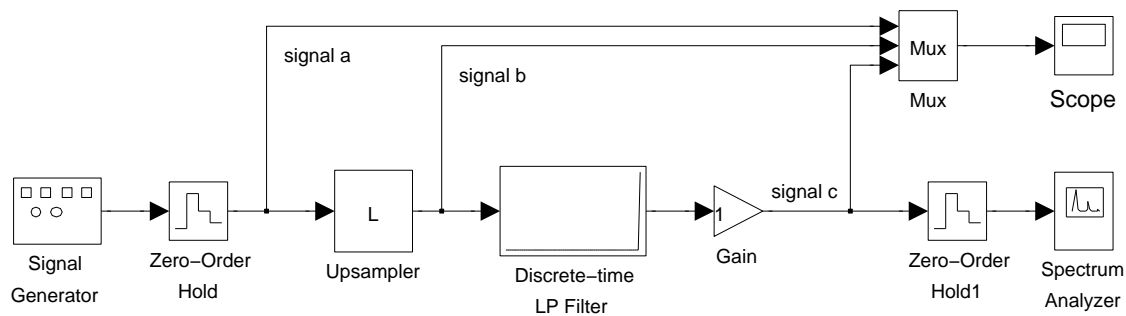 signal a
signal b
Mux
Mux
Scope
Signal
Generator
Zero−Order
Hold
L
Upsampler
Discrete−time
LP Filter
1
Gain
signal c
Zero−Order
Hold1
Spectrum
Analyzer